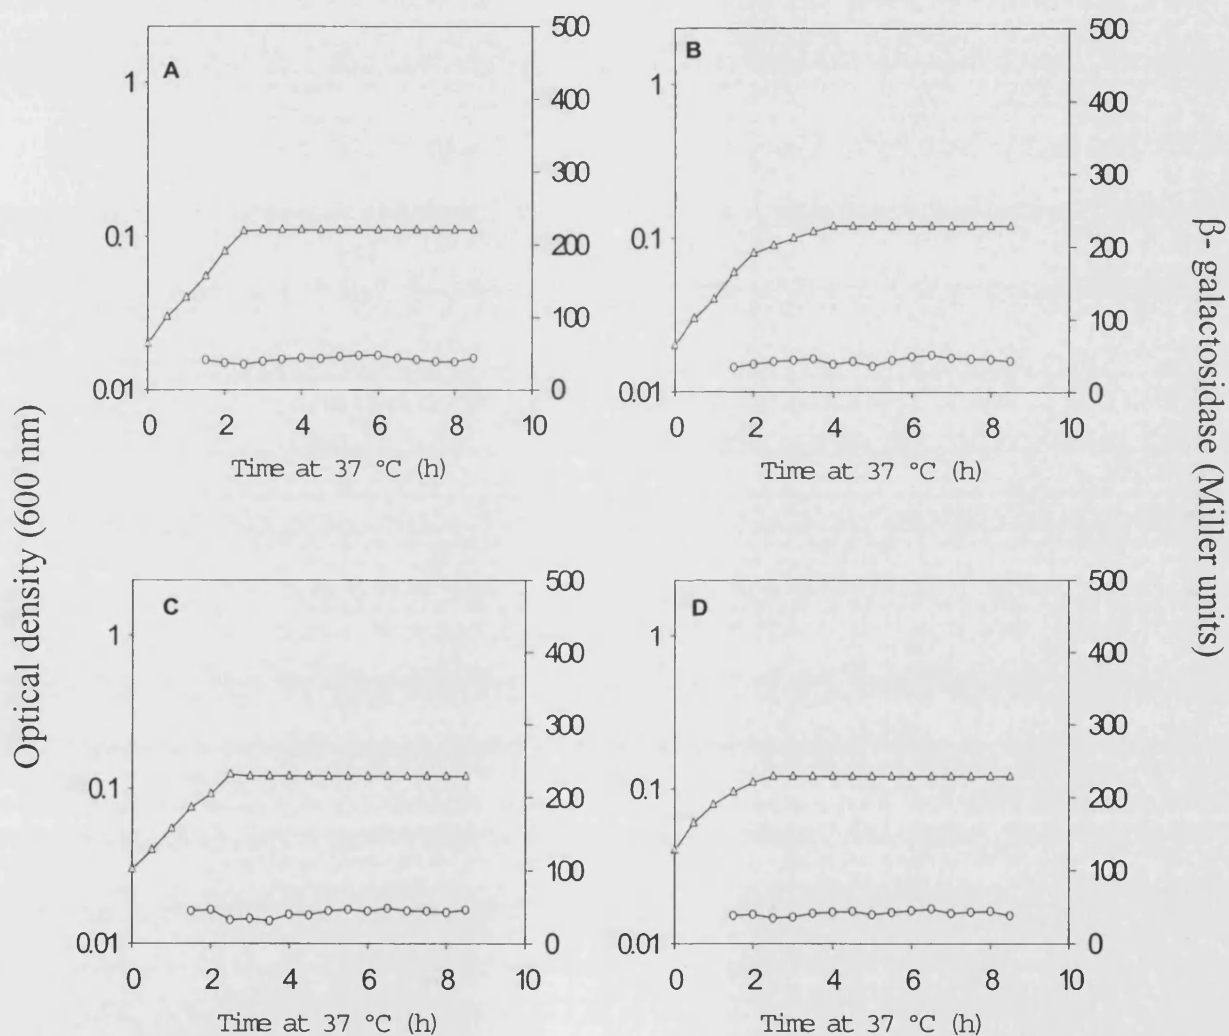 Optical density (600 nm)
β- galactosidase (Miller units)
A
1
0.1
0.01
500
400
300
200
100
0
0 2 4 6 8 10
Time at 37 °C (h)
B
1
0.1
0.01
500
400
300
200
100
0
0 2 4 6 8 10
Time at 37 °C (h)
C
1
0.1
0.01
500
400
300
200
100
0
0 2 4 6 8 10
Time at 37 °C (h)
D
1
0.1
0.01
500
400
300
200
100
0
0 2 4 6 8 10
Time at 37 °C (h)